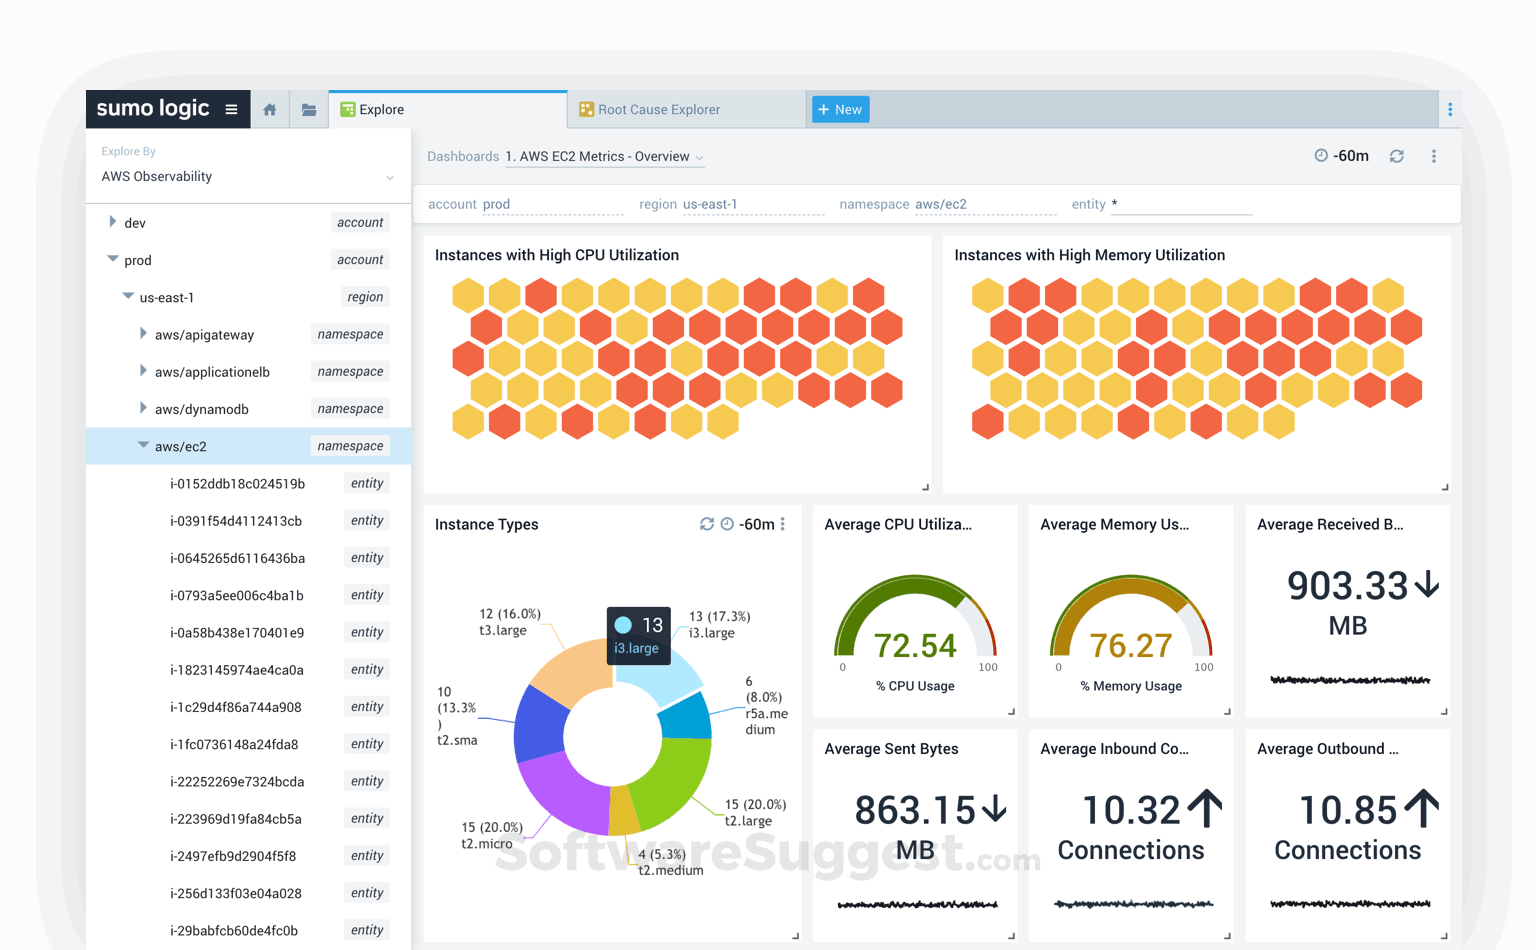 sumo logic
Explore
Root Cause Explorer
+ New
Explore By
AWS Observability
dev account
prod account
us-east-1 region
aws/apigateway namespace
aws/applicationelb namespace
aws/dynamodb namespace
aws/ec2 namespace
i-0152ddb18c024519b entity
i-0391f54d4112413cb entity
i-0645265d6116436ba entity
i-0793a5ee006c4ba1b entity
i-0a58b438e170401e9 entity
i-1823145974ae4ca0a entity
i-1c29d4f86a744a908 entity
i-1fc0736148a24fda8 entity
i-22252269e7324bcda entity
i-223969d19fa84cb5a entity
i-2497efb9d2904f5f8 entity
i-256d133f03e04a028 entity
i-29babfcb60de4fc0b entity
Dashboards 1. AWS EC2 Metrics - Overview
-60m
account prod region us-east-1 namespace aws/ec2 entity *
Instances with High CPU Utilization
Instances with High Memory Utilization
Instance Types
-60m
12 (16.0%)
t3.large
13
i3.large
13 (17.3%)
i3.large
6
(8.0%)
r5a.me
dium
10
(13.3%
)
t2.sma
15 (20.0%)
t2.large
15 (20.0%)
t2.micro
4 (5.3%)
t2.medium
Average CPU Utiliza...
72.54
0 100
% CPU Usage
Average Memory Us...
76.27
0 100
% Memory Usage
Average Received B...
903.33
MB
Average Sent Bytes
863.15
MB
Average Inbound Co...
10.32
Connections
Average Outbound ...
10.85
Connections
SoftwareSuggest.com